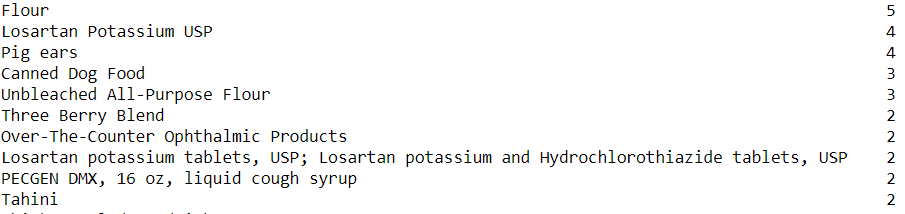 Flour 5
Losartan Potassium USP 4
Pig ears 4
Canned Dog Food 3
Unbleached All-Purpose Flour 3
Three Berry Blend 2
Over-The-Counter Ophthalmic Products 2
Losartan potassium tablets, USP; Losartan potassium and Hydrochlorothiazide tablets, USP 2
PECGEN DMX, 16 oz, liquid cough syrup 2
Tahini 2